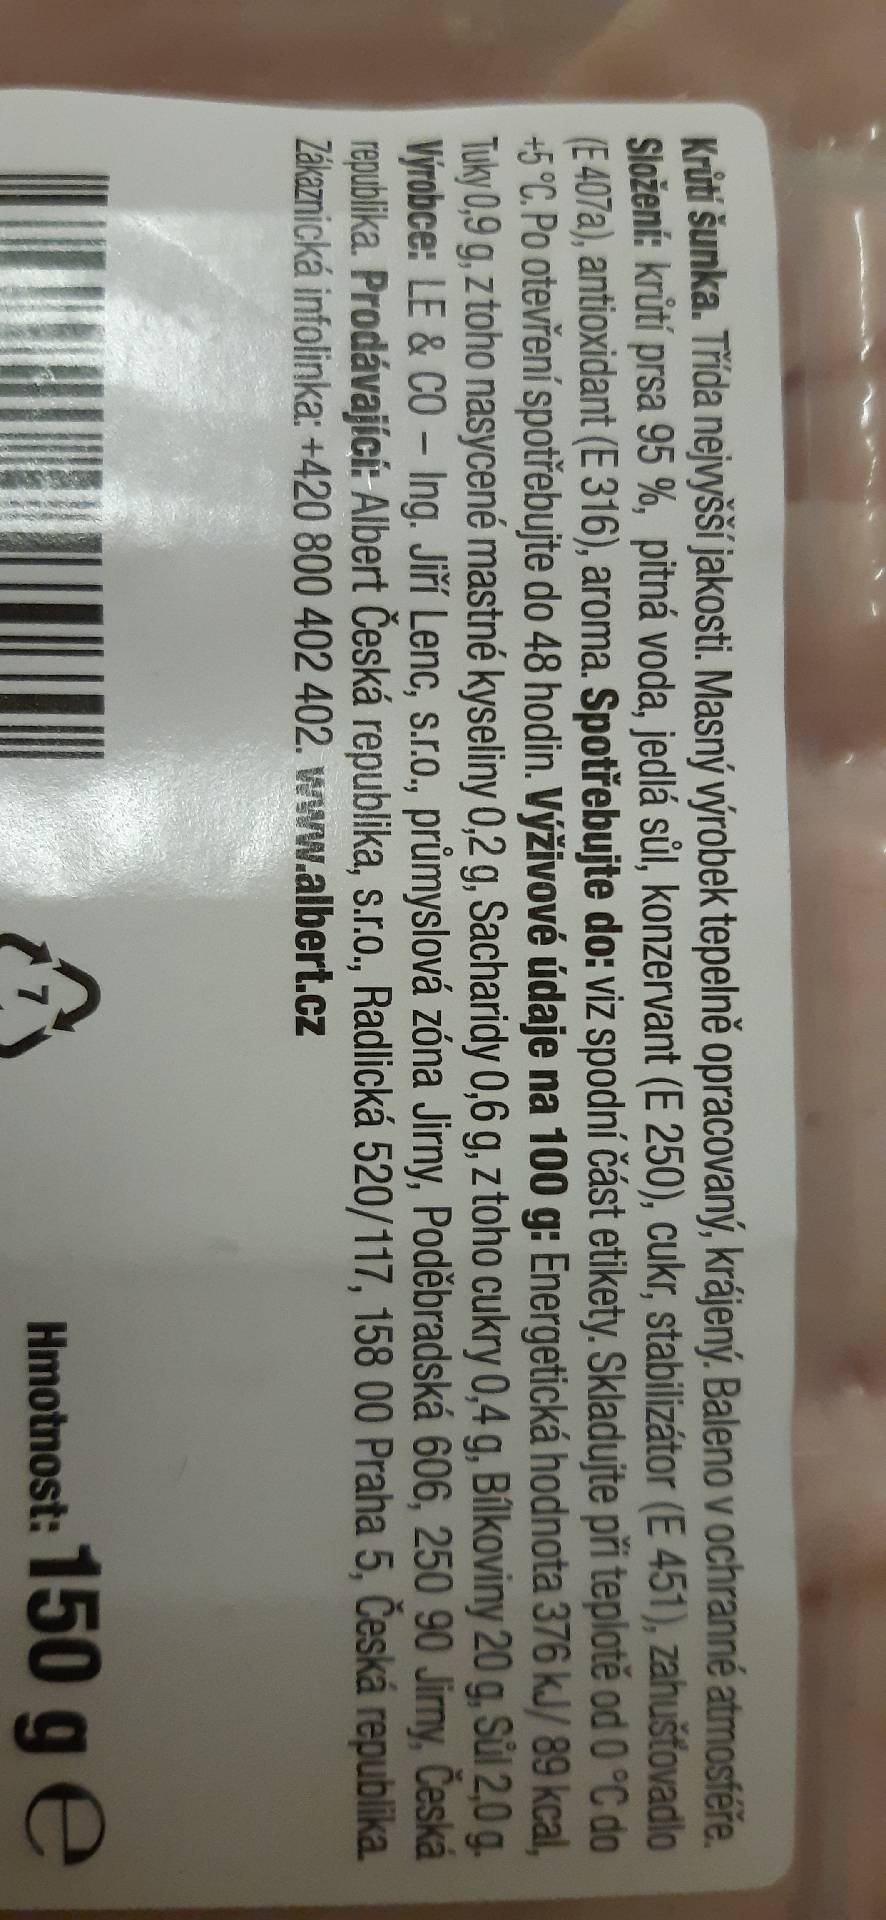 Krůtí šunka. Třída nejvyšší jakosti. Masný výrobek tepelně opracovaný, krájený. Baleno v ochranné atmosféře.
Složení: krůtí prsa 95 %, pitná voda, jedlá sůl, konzervant (E 250), cukr, stabilizátor (E 451), zahušťovadlo
(E 407a), antioxidant (E 316), aroma. Spotřebujte do: viz spodní část etikety. Skladujte při teplotě od 0 °C do
+5 °C. Po otevření spotřebujte do 48 hodin. Výživové údaje na 100 g: Energetická hodnota 376 kJ/ 89 kcal,
Tuky 0,9 g, z toho nasycené mastné kyseliny 0,2 g, Sacharidy 0,6 g, z toho cukry 0,4 g, Bílkoviny 20 g, Sůl 2,0 g.
Výrobce: LE & CO – Ing. Jiří Lenc, s.r.o., průmyslová zóna Jirny, Poděbradská 606, 250 90 Jirny, Česká
republika. Prodávající: Albert Česká republika, s.r.o., Radlická 520/117, 158 00 Praha 5, Česká republika.
Zákaznická infolinka: +420 800 402 402. www.albert.cz
7
Hmotnost: 150 g e